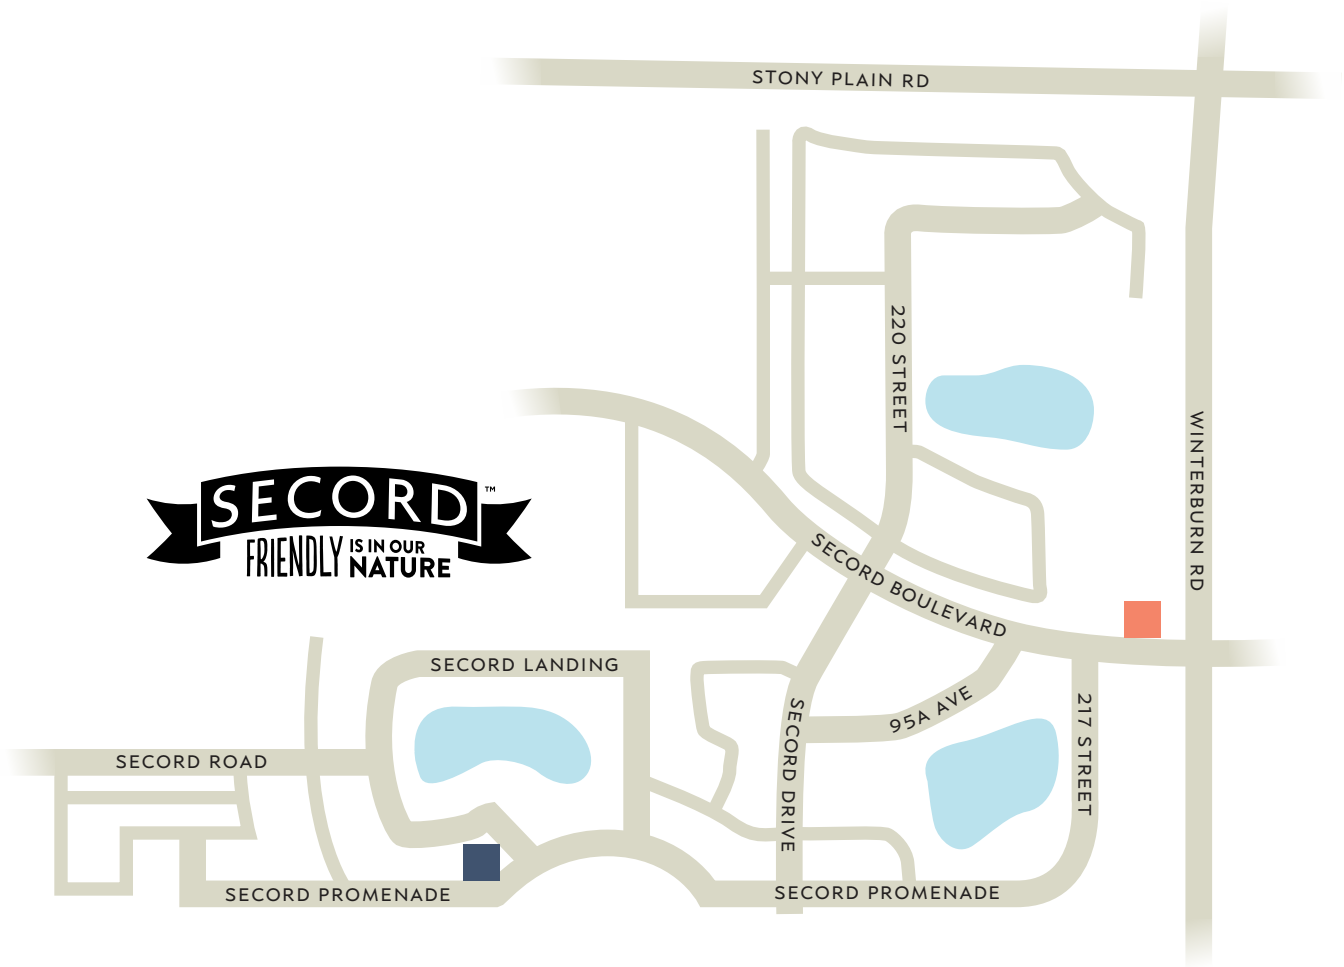 STONY PLAIN RD
220 STREET
WINTERBURN RD
SECORD™
FRIENDLY IS IN OUR NATURE
SECORD BOULEVARD
SECORD LANDING
95A AVE
217 STREET
SECORD DRIVE
SECORD ROAD
SECORD PROMENADE
SECORD PROMENADE